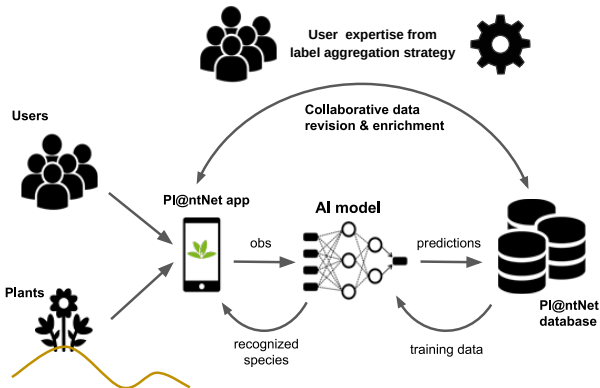 User expertise from
label aggregation strategy
Collaborative data
revision & enrichment
Users
Pl@ntNet app
AI model
obs
predictions
Plants
recognized
species
training data
Pl@ntNet
database